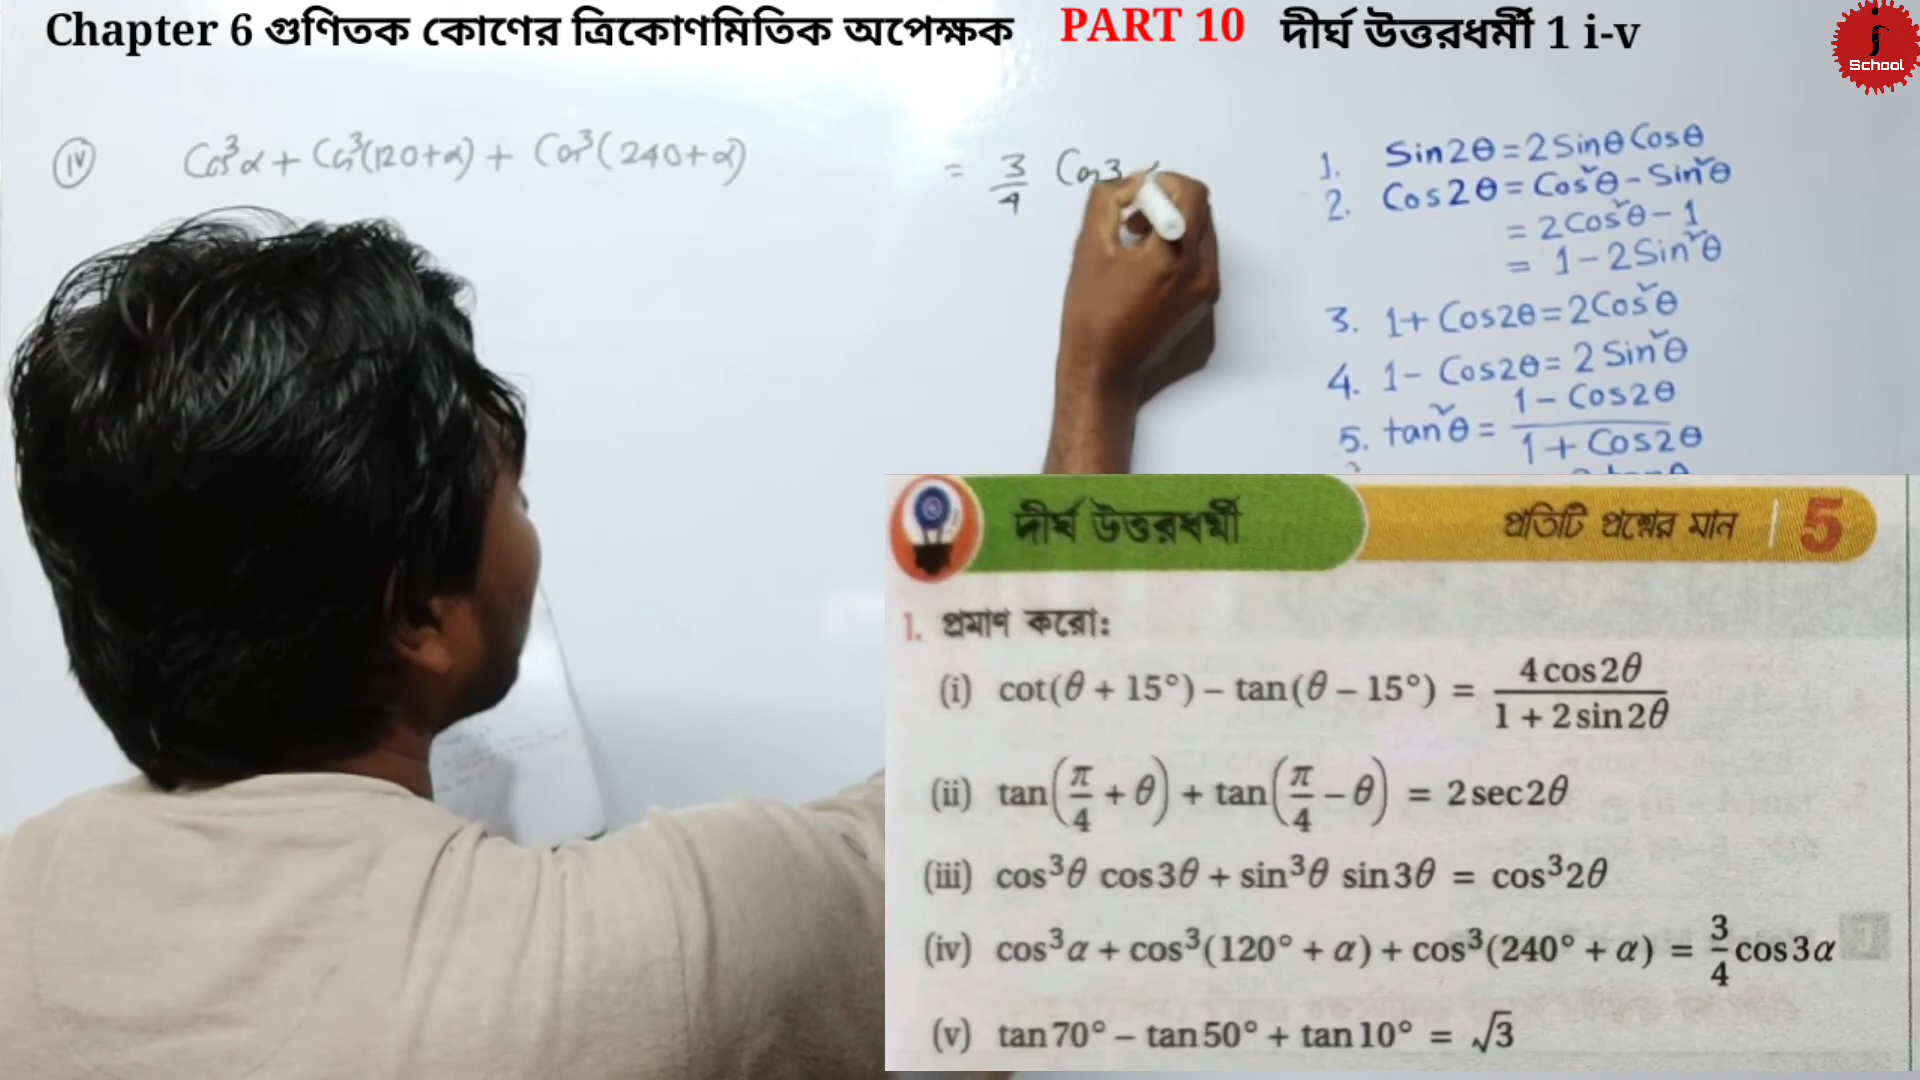 Chapter 6 গুণিতক কোণের ত্রিকোণমিতিক অপেক্ষক PART 10 দীর্ঘ উত্তরধর্মী 1 i-v
School
(iv) Cos³α + Cos³(120+α) + Cos³(240+α) = 3/4 Cos3
1. Sin2θ = 2SinθCosθ
2. Cos2θ = Cos²θ - Sin²θ
= 2Cos²θ - 1
= 1 - 2Sin²θ
3. 1 + Cos2θ = 2Cos²θ
4. 1 - Cos2θ = 2 Sin²θ
5. tan²θ = (1 - Cos2θ)/(1 + Cos2θ)
দীর্ঘ উত্তরধর্মী
প্রতিটি প্রশ্নের মান | 5
1. প্রমাণ করো:
(i) cot(θ + 15°) – tan(θ – 15°) = 4cos2θ/(1 + 2sin2θ)
(ii) tan(π/4 + θ) + tan(π/4 – θ) = 2sec2θ
(iii) cos³θ cos3θ + sin³θ sin3θ = cos³2θ
(iv) cos³α + cos³(120° + α) + cos³(240° + α) = 3/4 cos3α
(v) tan70° – tan50° + tan10° = √3